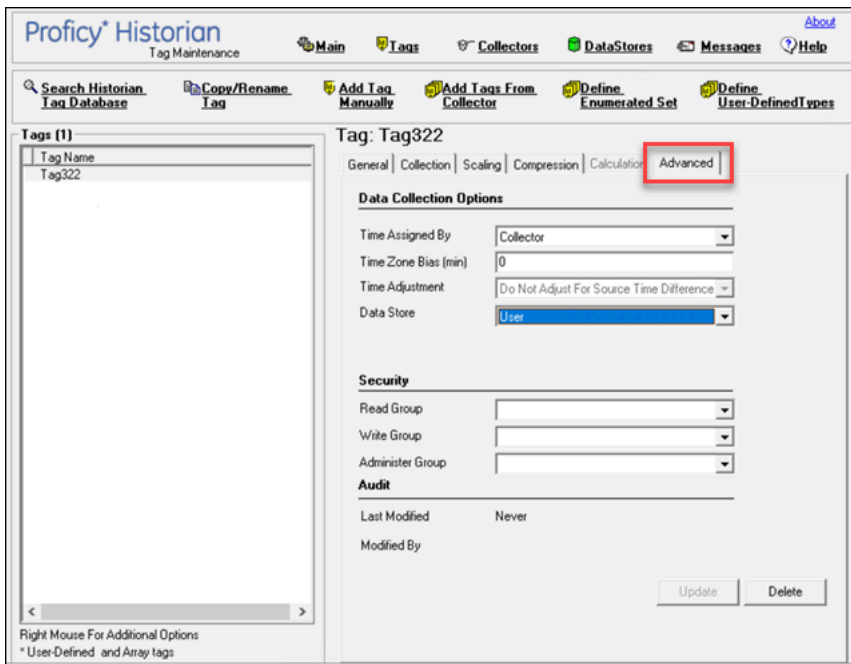 Proficy* Historian
Tag Maintenance
About
Main Tags Collectors DataStores Messages Help
Search Historian Tag Database
Copy/Rename Tag
Add Tag Manually
Add Tags From Collector
Define Enumerated Set
Define User-DefinedTypes
Tags (1)
Tag Name
Tag322
Tag: Tag322
General Collection Scaling Compression Calculation Advanced
Data Collection Options
Time Assigned By Collector
Time Zone Bias (min) 0
Time Adjustment Do Not Adjust For Source Time Difference
Data Store User
Security
Read Group
Write Group
Administer Group
Audit
Last Modified Never
Modified By
Update Delete
Right Mouse For Additional Options
* User-Defined and Array tags